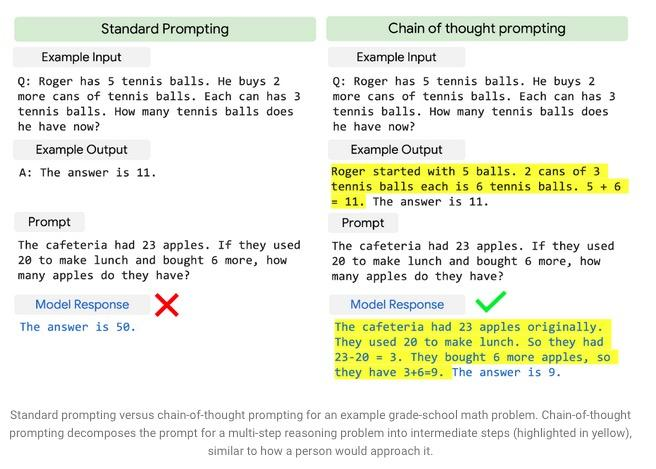 Standard Prompting
Example Input
Q: Roger has 5 tennis balls. He buys 2
more cans of tennis balls. Each can has 3
tennis balls. How many tennis balls does
he have now?
Example Output
A: The answer is 11.
Prompt
The cafeteria had 23 apples. If they used
20 to make lunch and bought 6 more, how
many apples do they have?
Model Response
The answer is 50.
Chain of thought prompting
Example Input
Q: Roger has 5 tennis balls. He buys 2
more cans of tennis balls. Each can has 3
tennis balls. How many tennis balls does
he have now?
Example Output
Roger started with 5 balls. 2 cans of 3
tennis balls each is 6 tennis balls. 5 + 6
= 11. The answer is 11.
Prompt
The cafeteria had 23 apples. If they used
20 to make lunch and bought 6 more, how
many apples do they have?
Model Response
The cafeteria had 23 apples originally.
They used 20 to make lunch. So they had
23-20 = 3. They bought 6 more apples, so
they have 3+6=9. The answer is 9.
Standard prompting versus chain-of-thought prompting for an example grade-school math problem. Chain-of-thought
prompting decomposes the prompt for a multi-step reasoning problem into intermediate steps (highlighted in yellow),
similar to how a person would approach it.